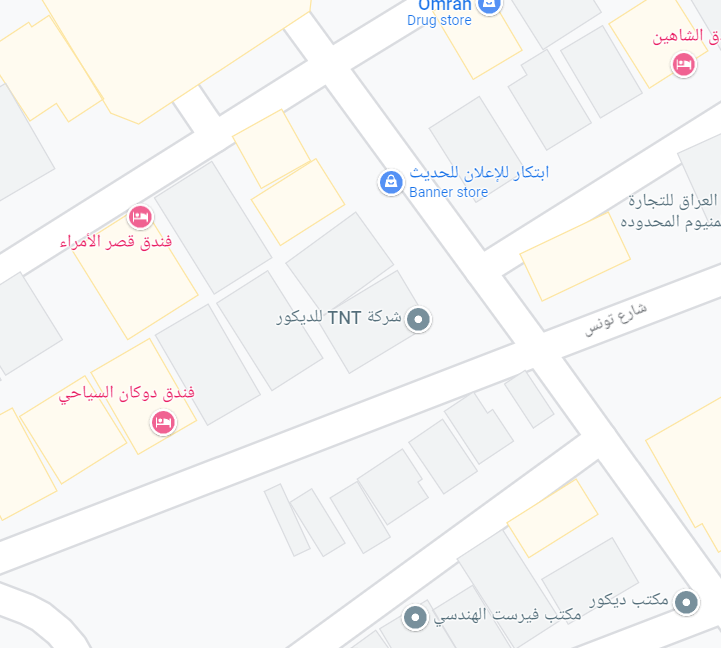 Omran
Drug store
الشاهين
ابتكار للإعلان للحديث
Banner store
العراق للتجارة
المحدوده
فندق قصر الأمراء
شركة TNT للديكور
شارع تونس
فندق دوكان السياحي
مكتب ديكور
مكتب فيرست الهندسي